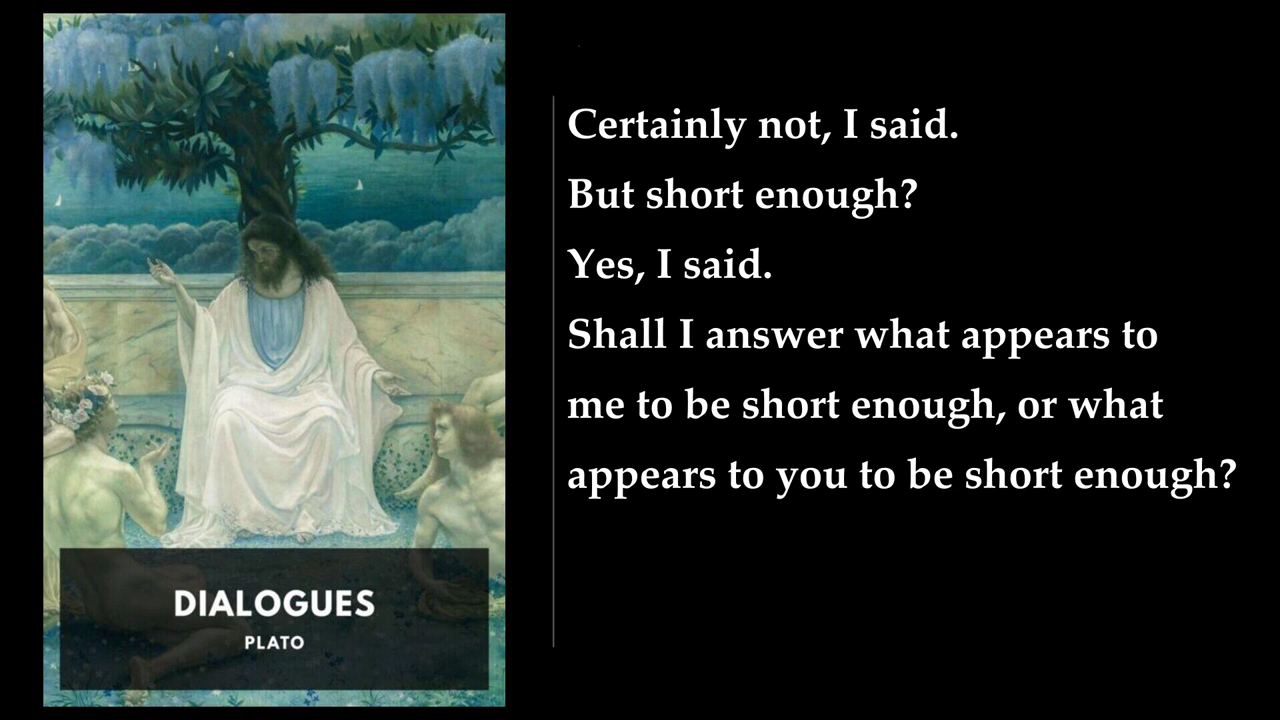 Certainly not, I said.
But short enough?
Yes, I said.
Shall I answer what appears to
me to be short enough, or what
appears to you to be short enough?
DIALOGUES
PLATO